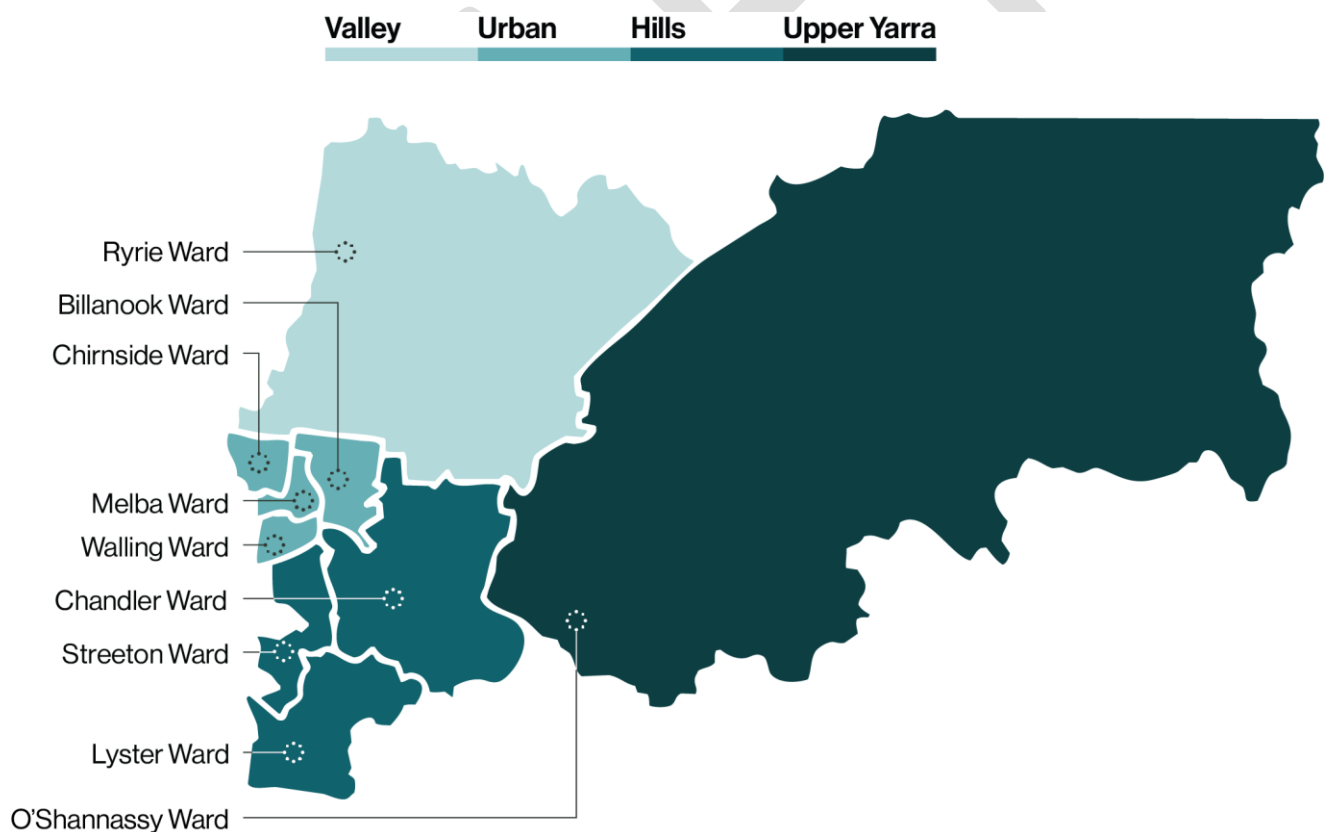 Valley Urban Hills Upper Yarra
Ryrie Ward
Billanook Ward
Chirnside Ward
Melba Ward
Walling Ward
Chandler Ward
Streeton Ward
Lyster Ward
O'Shannassy Ward